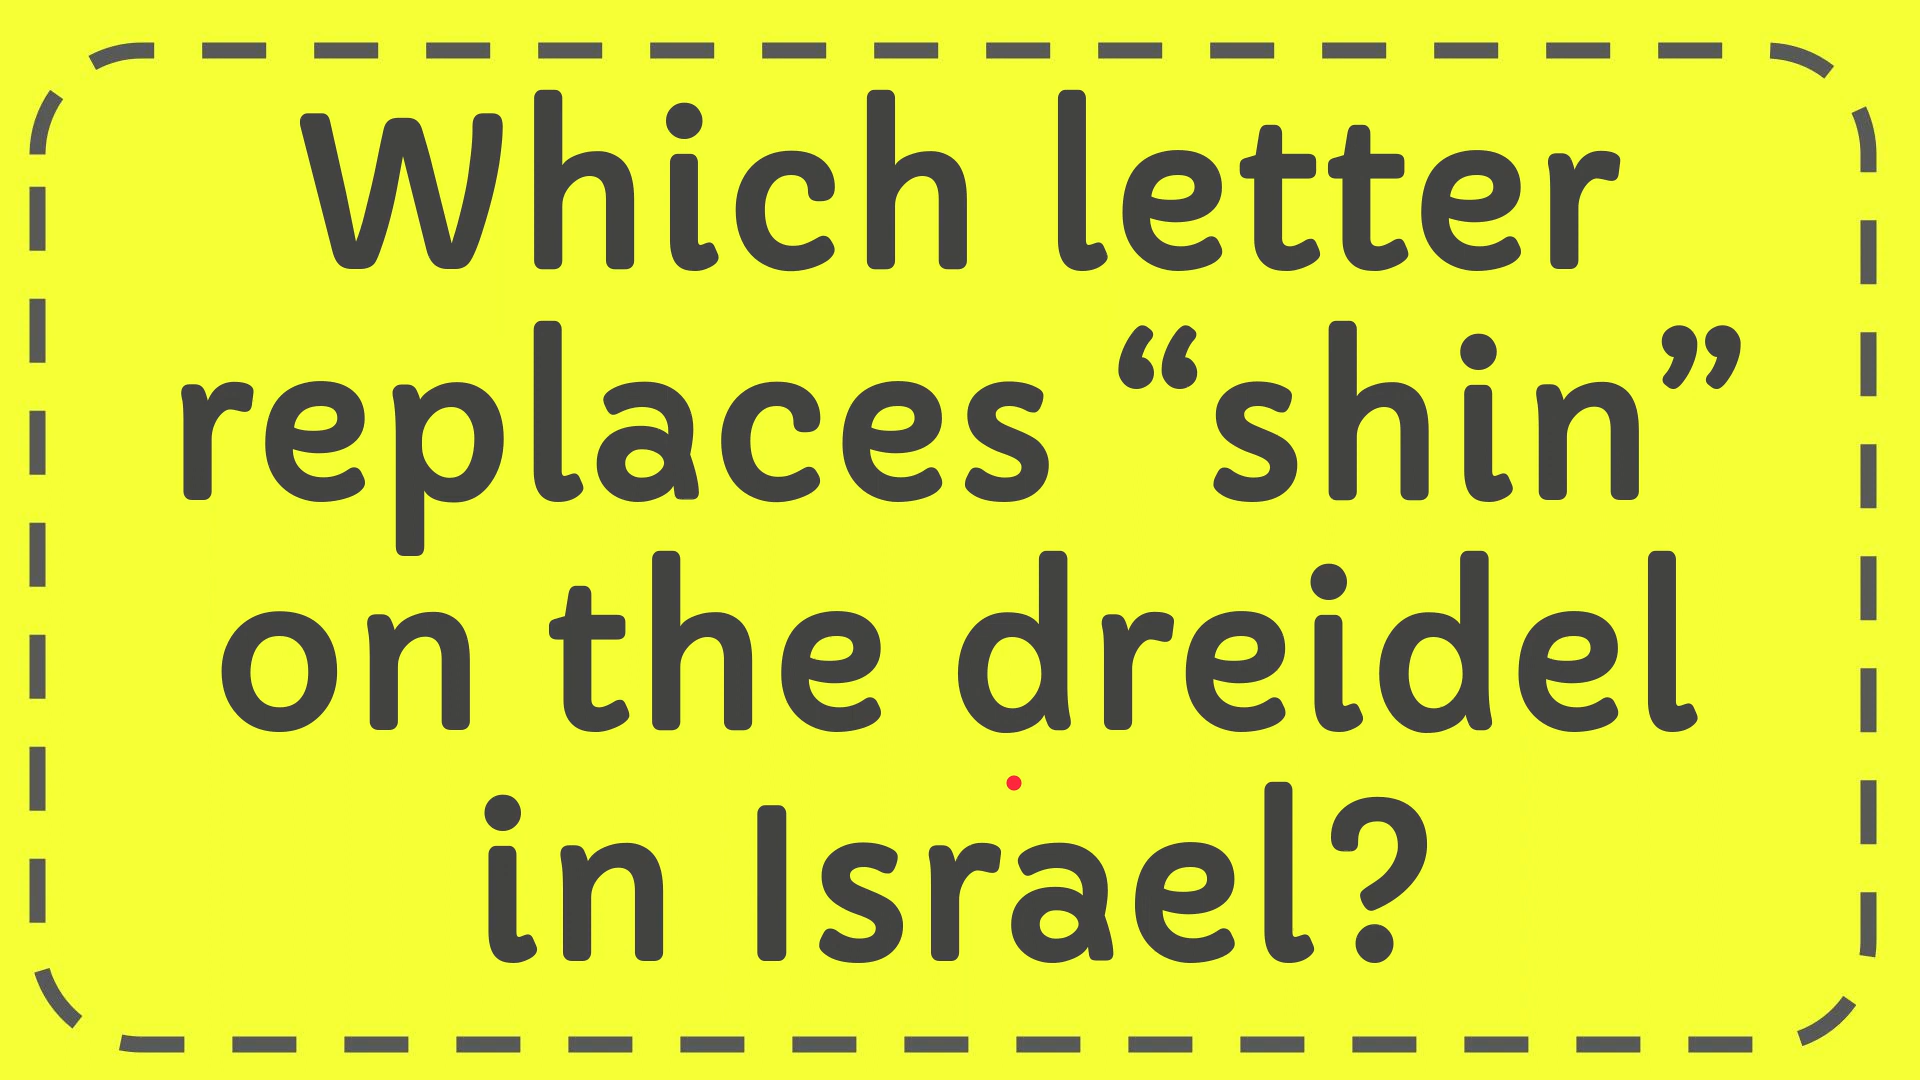 Which letter
replaces “shin”
on the dreidel
in Israel?